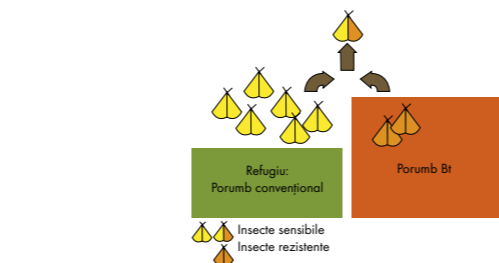 Refugiu:
Porumb convențional
Porumb Bt
Insecte sensibile
Insecte rezistente